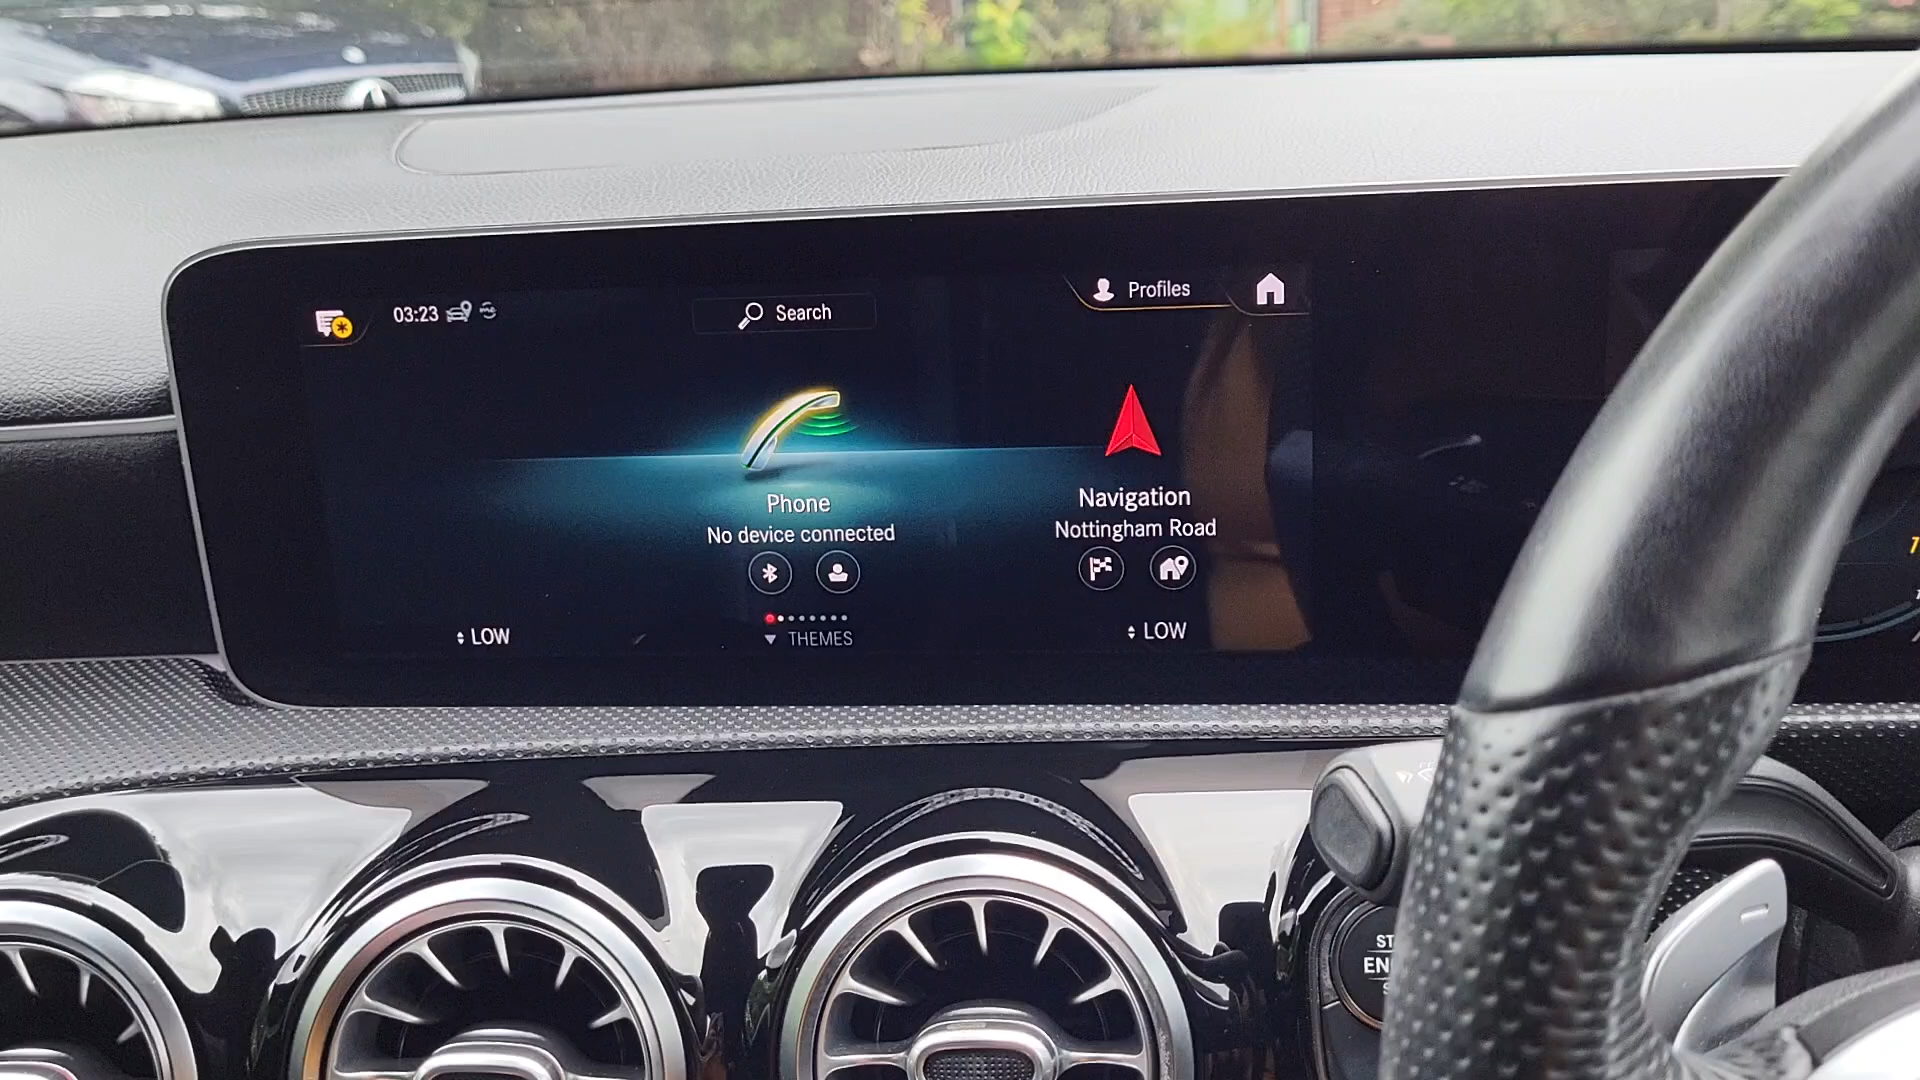 03:23
Search
Profiles
Phone
No device connected
Navigation
Nottingham Road
LOW
THEMES
LOW